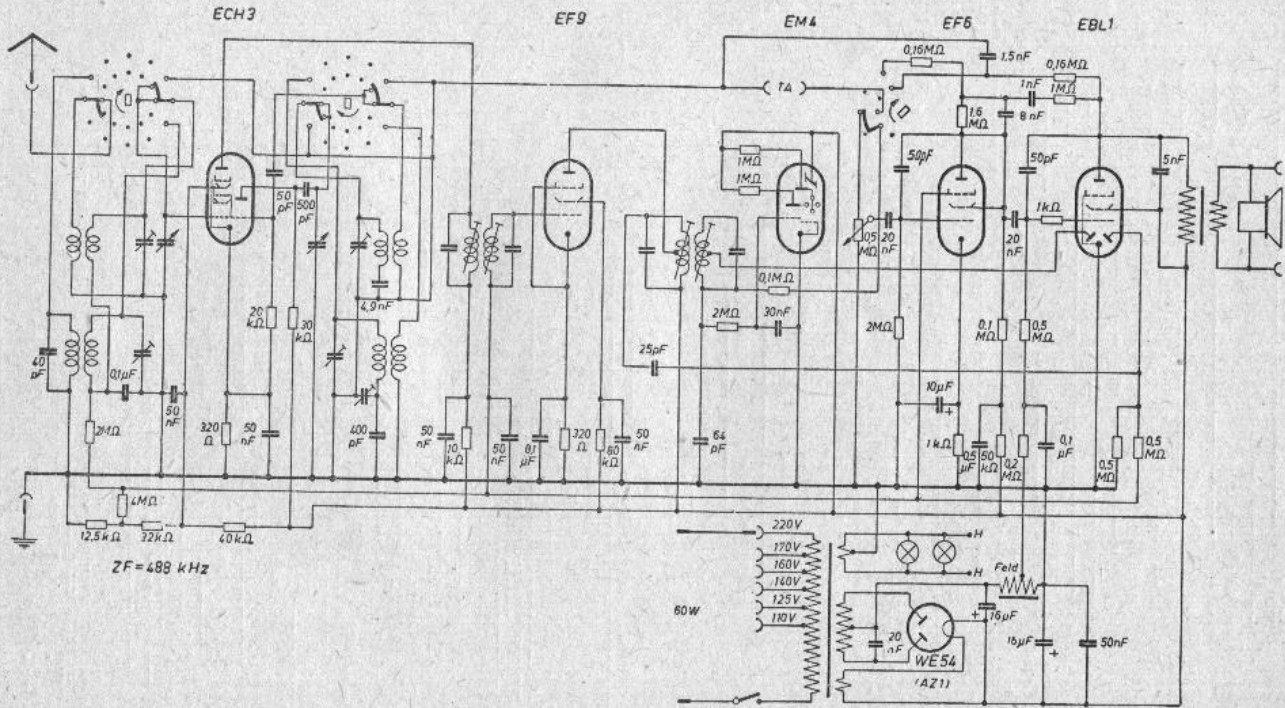 ECH3
EF9
EM4
EF6
EBL1
0,16MΩ
1,5nF
0,16MΩ
TA
1nF
1MΩ
8nF
1,6 MΩ
50pF
50pF
5nF
1MΩ
1MΩ
50 pF
500 pF
1kΩ
0,5 MΩ
20 nF
20 nF
0,1MΩ
4,9nF
20 kΩ
30 kΩ
2MΩ
30nF
2MΩ
0,1 MΩ
0,5 MΩ
40 pF
0,1µF
50 nF
25pF
10µF
+
2MΩ
320 Ω
50 nF
400 pF
50 nF
10 kΩ
50 nF
0,1 µF
320 Ω
60 kΩ
50 nF
64 pF
1kΩ
0,5 µF
50 kΩ
0,2 MΩ
0,1 µF
0,5 MΩ
0,5 MΩ
4MΩ
12,5kΩ
32kΩ
40kΩ
ZF=488 kHz
220V
170V
160V
140V
125V
110V
60W
H
H
Feld
+
16µF
20 nF
WE54
(AZ1)
16µF
+
50nF